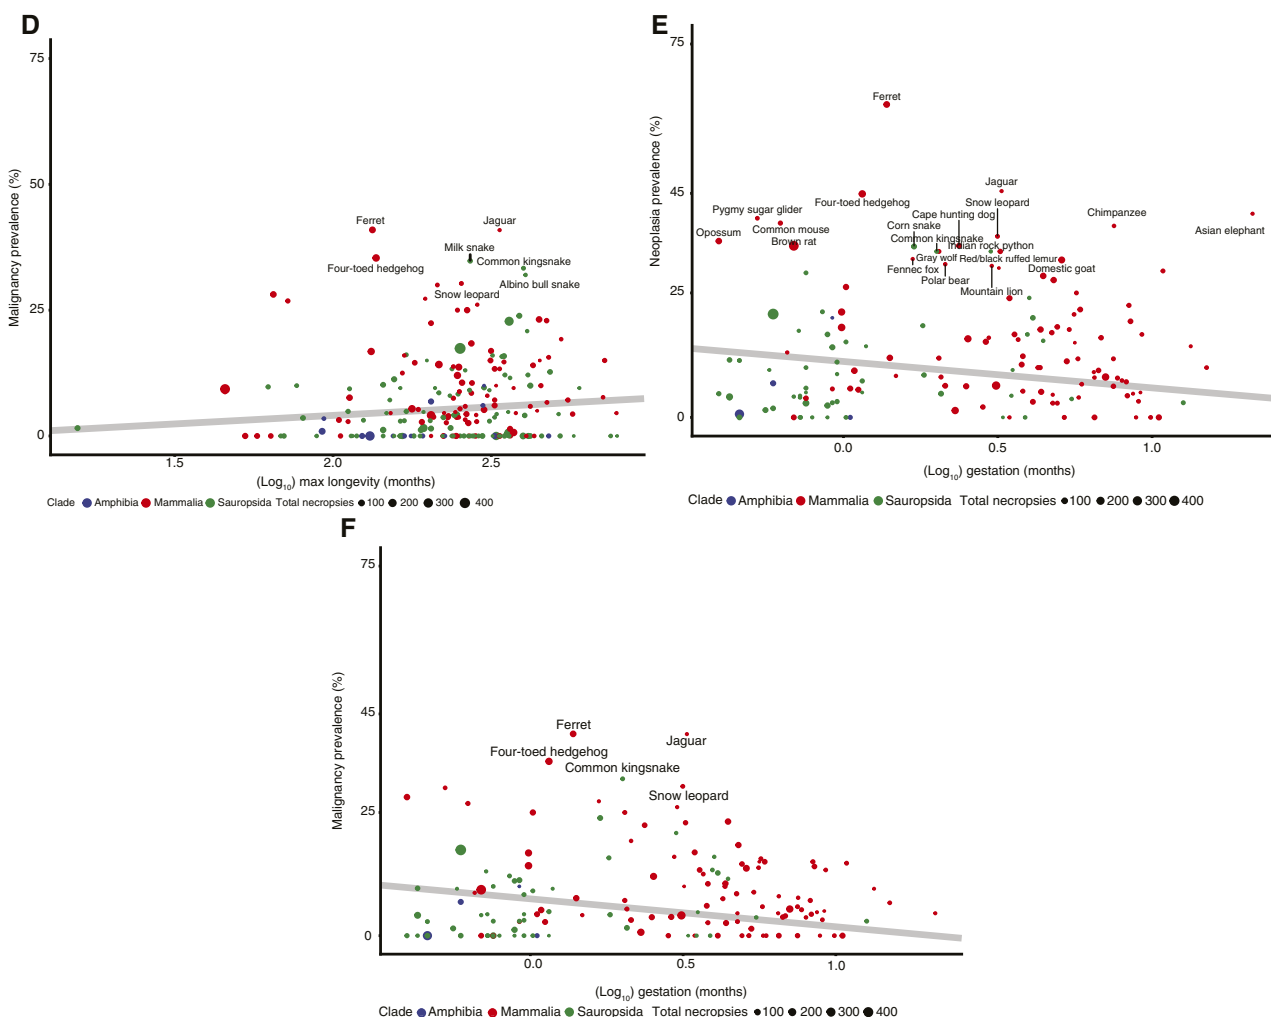 D
75
50
25
0
Malignancy prevalence (%)
Ferret
Jaguar
Milk snake
Four-toed hedgehog
Common kingsnake
Albino bull snake
Snow leopard
1.5
2.0
2.5
(Log10) max longevity (months)
Clade Amphibia Mammalia Sauropsida Total necropsies 100 200 300 400
E
75
45
25
0
Neoplasia prevalence (%)
Ferret
Jaguar
Four-toed hedgehog
Snow leopard
Pygmy sugar glider
Cape hunting dog
Chimpanzee
Corn snake
Common mouse
Opossum
Asian elephant
Brown rat
Common kingsnake
Indian rock python
Gray wolf
Red/black ruffed lemur
Fennec fox
Domestic goat
Polar bear
Mountain lion
0.0
0.5
1.0
(Log10) gestation (months)
Clade Amphibia Mammalia Sauropsida Total necropsies 100 200 300 400
F
75
45
25
0
Malignancy prevalence (%)
Ferret
Jaguar
Four-toed hedgehog
Common kingsnake
Snow leopard
0.0
0.5
1.0
(Log10) gestation (months)
Clade Amphibia Mammalia Sauropsida Total necropsies 100 200 300 400